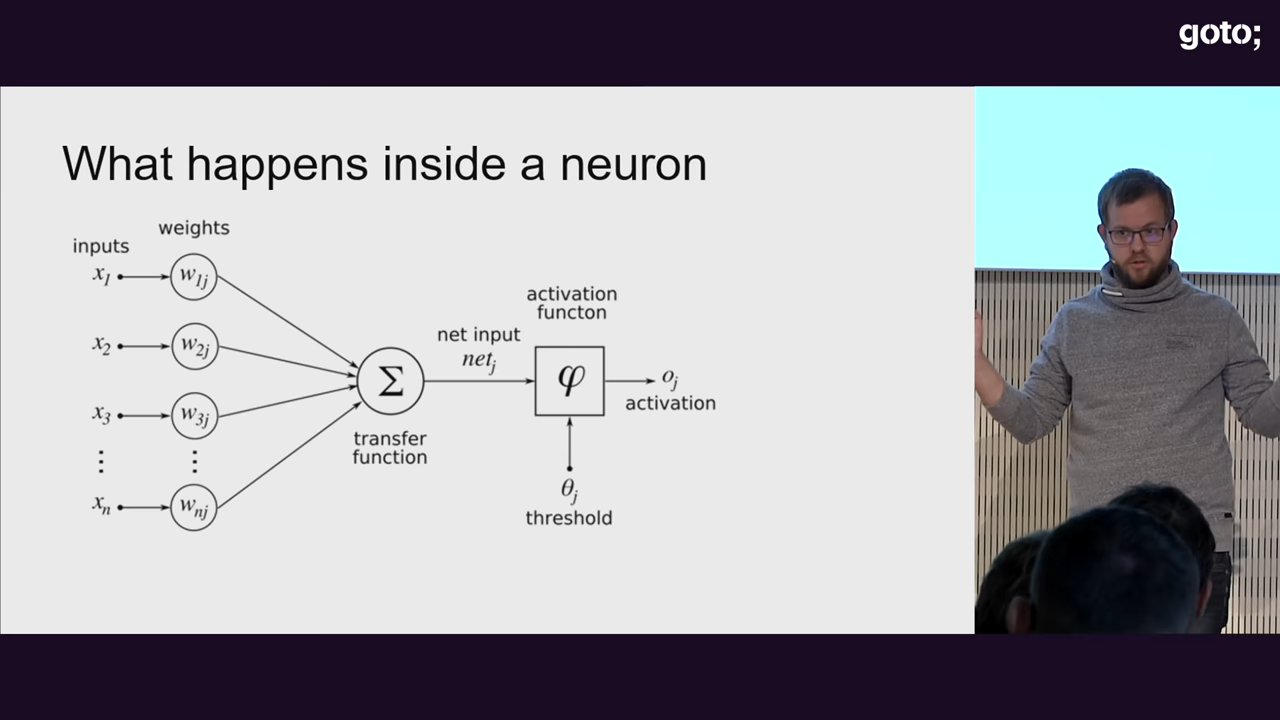 goto;
What happens inside a neuron
weights
inputs
x1
w1j
x2
w2j
x3
w3j
⋮
⋮
xn
wnj
Σ
transfer
function
net input
netj
activation
functon
φ
oj
activation
θj
threshold